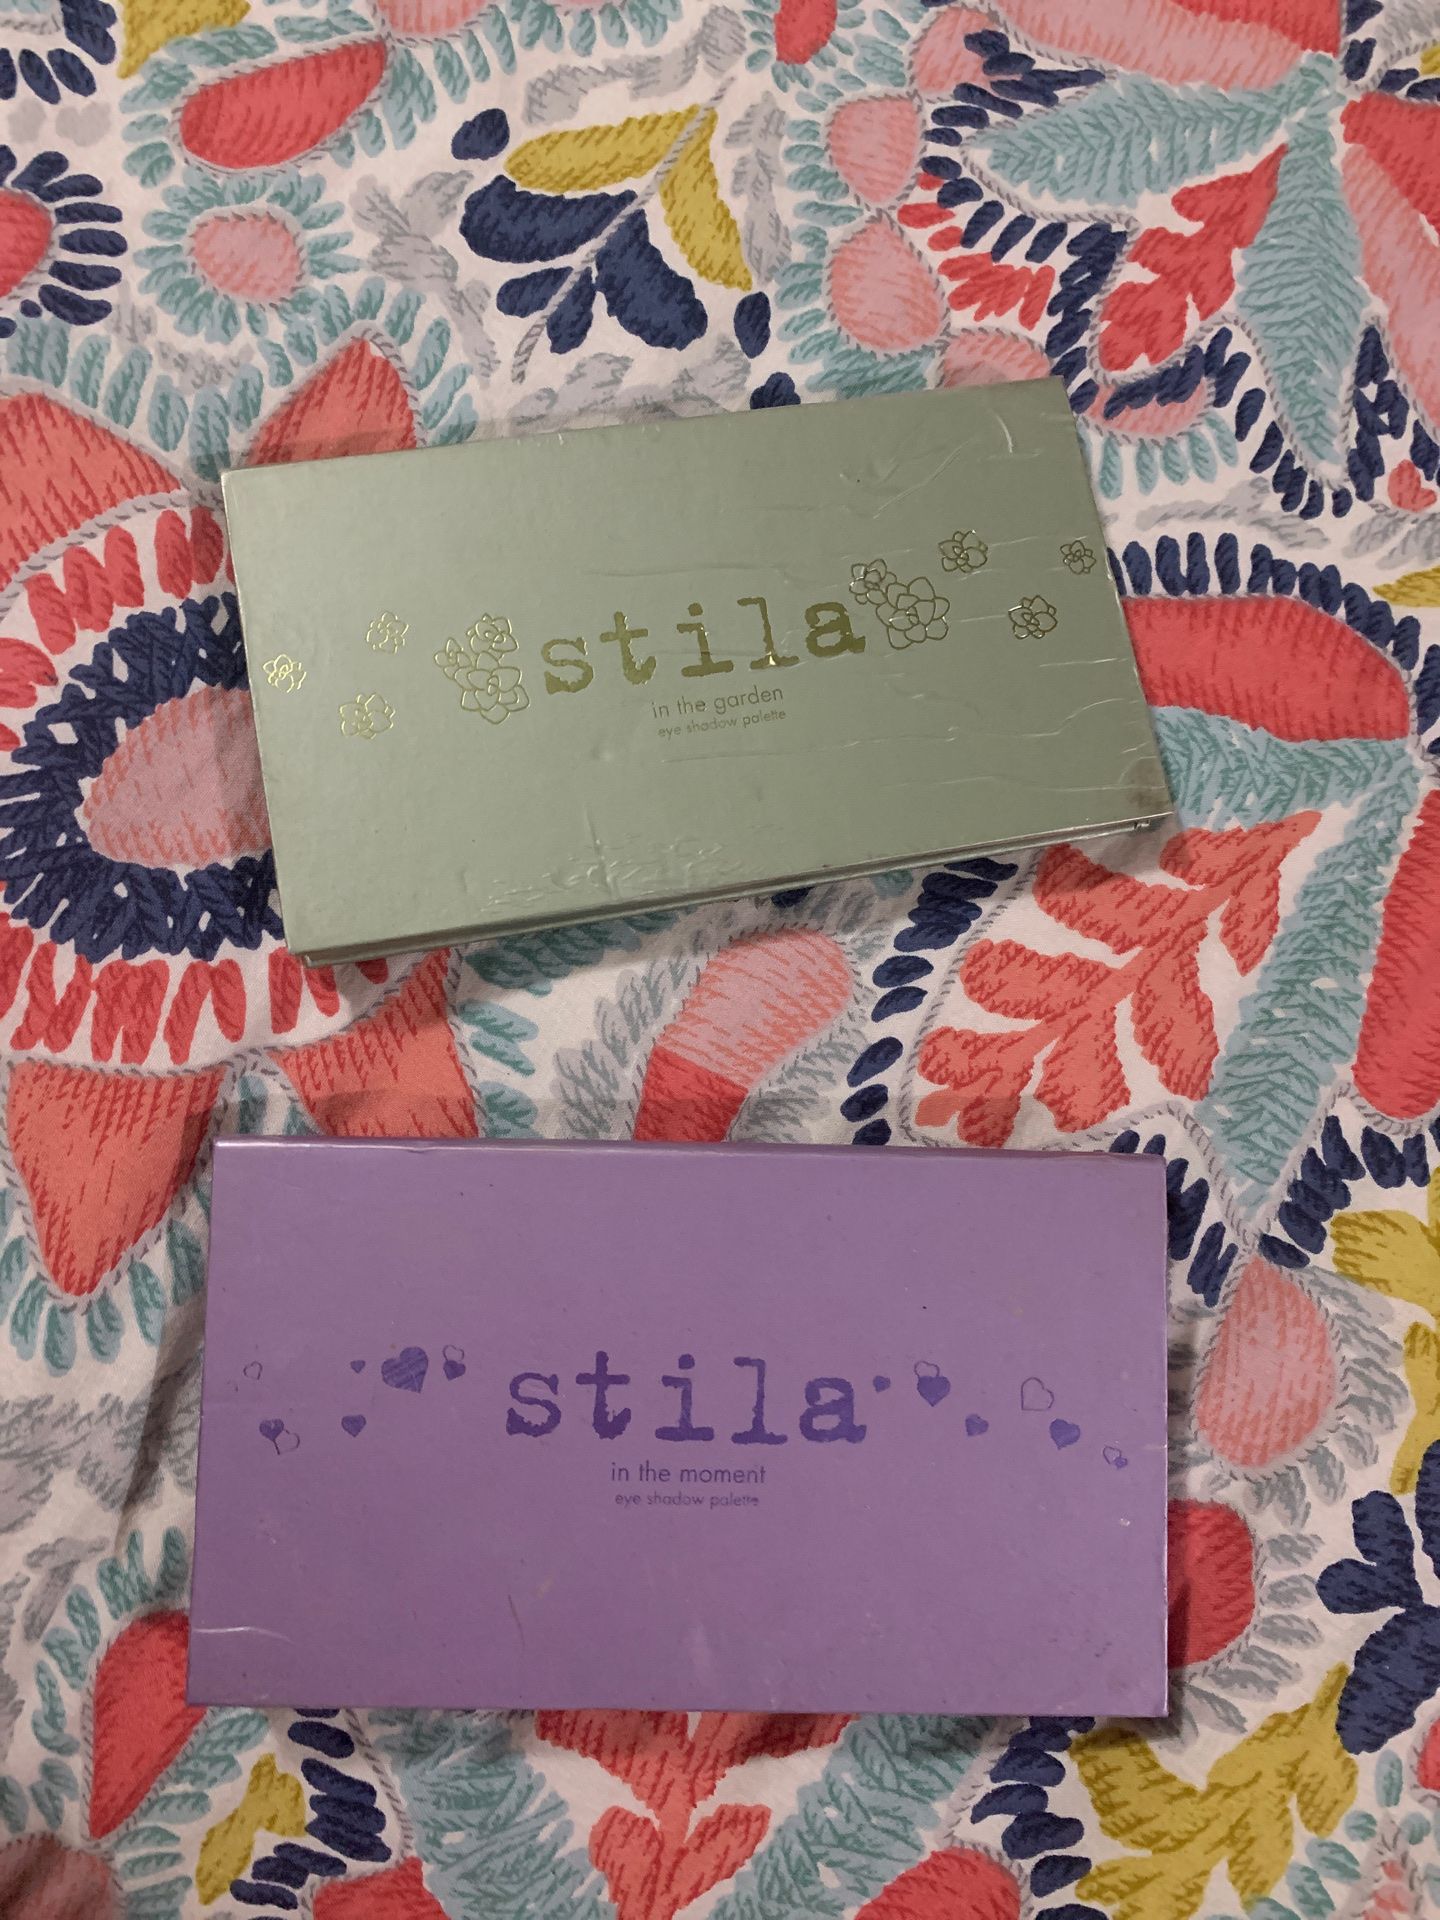 stila
in the garden
eye shadow palette
stila
in the moment
eye shadow palette